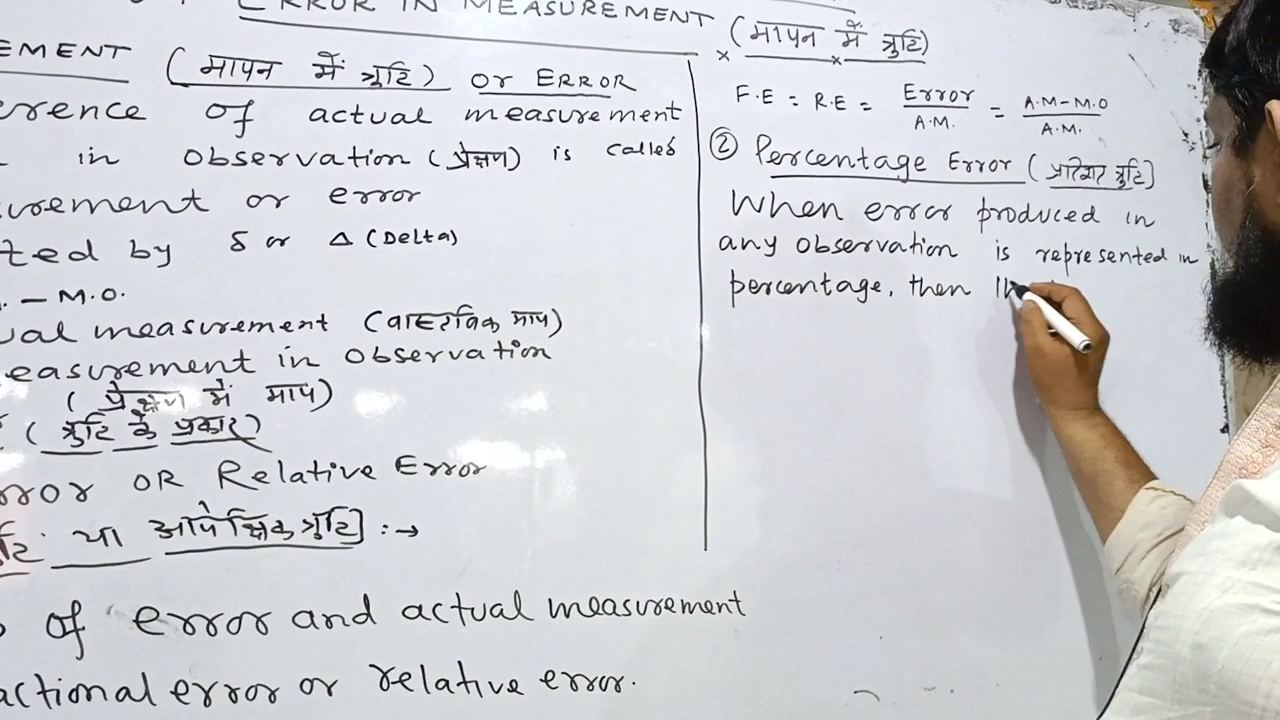 ERROR IN MEASUREMENT (मापन में त्रुटि)
EMENT (मापन में त्रुटि) or ERROR
rence of actual measurement
in observation (प्रेक्षण) is called
urement or error
ted by δ or Δ (Delta)
. – M.O.
ual measurement (वास्तविक माप)
easurement in observation
(प्रेक्षण में माप)
(त्रुटि के प्रकार)
rror OR Relative Error
टि या आपेक्षिक त्रुटि] :→
of error and actual measurement
actional error or relative error.
F.E = R.E = Error / A.M. = A.M – M.O / A.M.
② Percentage Error (प्रतिशत त्रुटि]
When error produced in
any observation is represented in
percentage, then